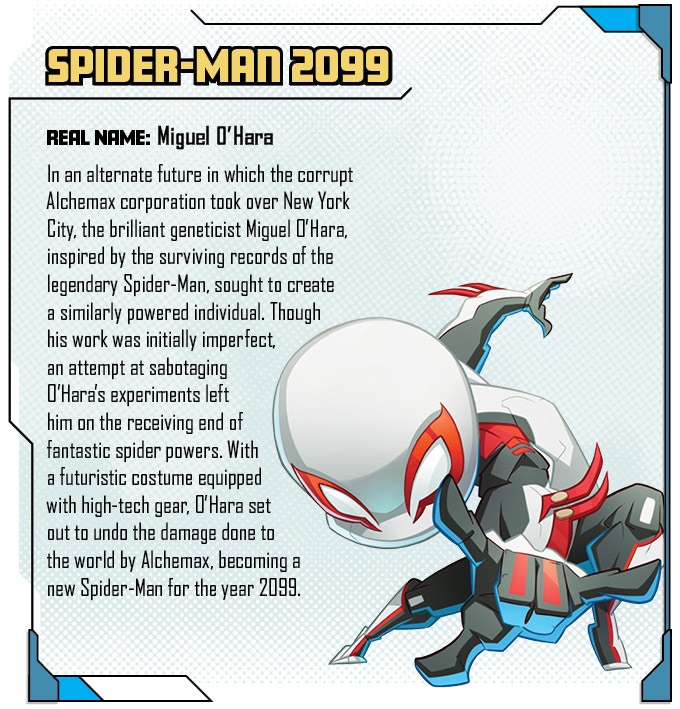 SPIDER-MAN 2099
REAL NAME: Miguel O'Hara
In an alternate future in which the corrupt
Alchemax corporation took over New York
City, the brilliant geneticist Miguel O'Hara,
inspired by the surviving records of the
legendary Spider-Man, sought to create
a similarly powered individual. Though
his work was initially imperfect,
an attempt at sabotaging
O'Hara's experiments left
him on the receiving end of
fantastic spider powers. With
a futuristic costume equipped
with high-tech gear, O'Hara set
out to undo the damage done to
the world by Alchemax, becoming a
new Spider-Man for the year 2099.